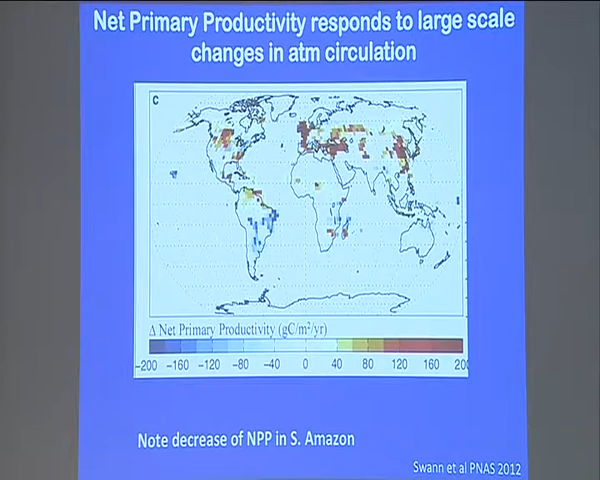 Net Primary Productivity responds to large scale
changes in atm circulation
c
Δ Net Primary Productivity (gC/m²/yr)
−200 −160 −120 −80 −40 0 40 80 120 160 200
Note decrease of NPP in S. Amazon
Swann et al PNAS 2012